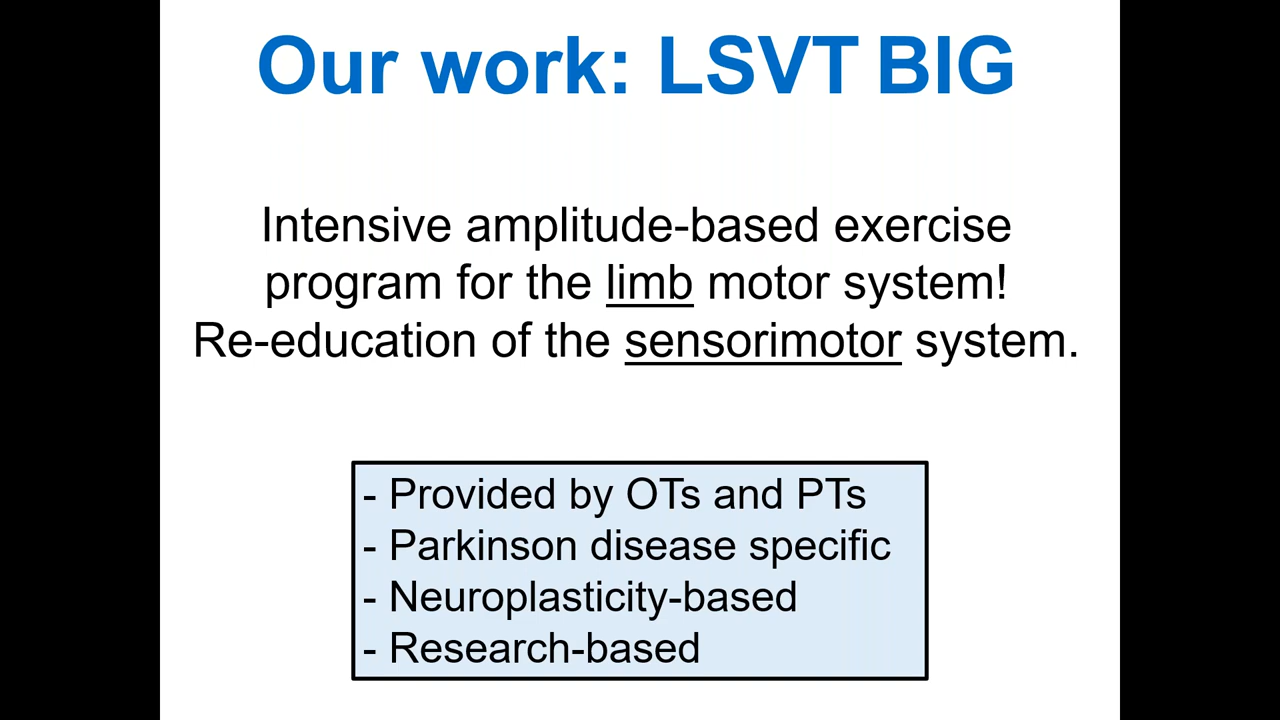 Our work: LSVT BIG
Intensive amplitude-based exercise
program for the limb motor system!
Re-education of the sensorimotor system.
- Provided by OTs and PTs
- Parkinson disease specific
- Neuroplasticity-based
- Research-based